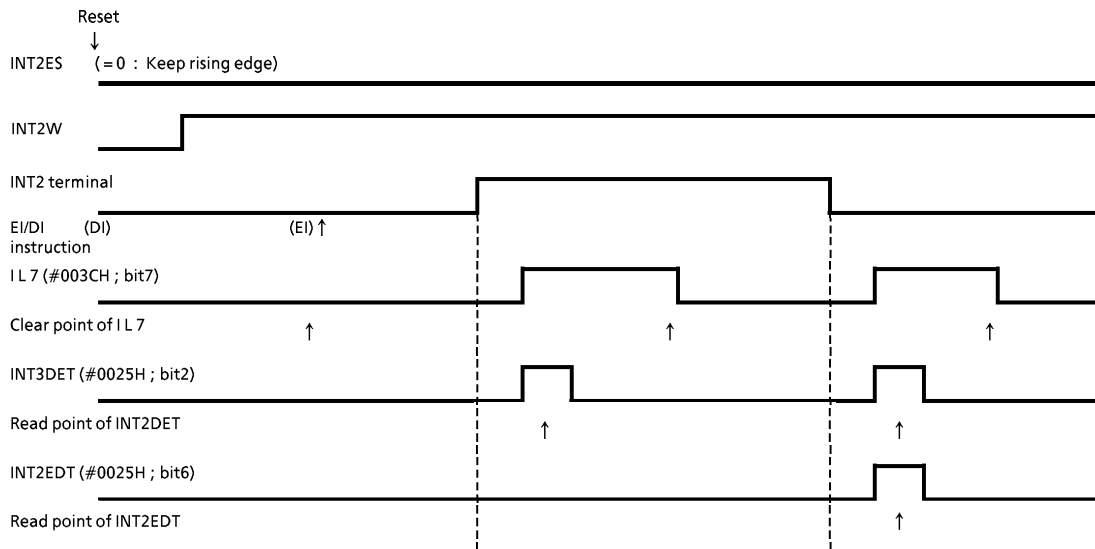 Reset
↓
INT2ES (=0 : Keep rising edge)
INT2W
INT2 terminal
EI/DI (DI) (EI) ↑
instruction
I L 7 (#003CH ; bit7)
Clear point of I L 7 ↑ ↑ ↑
INT3DET (#0025H ; bit2)
Read point of INT2DET ↑ ↑
INT2EDT (#0025H ; bit6)
Read point of INT2EDT ↑